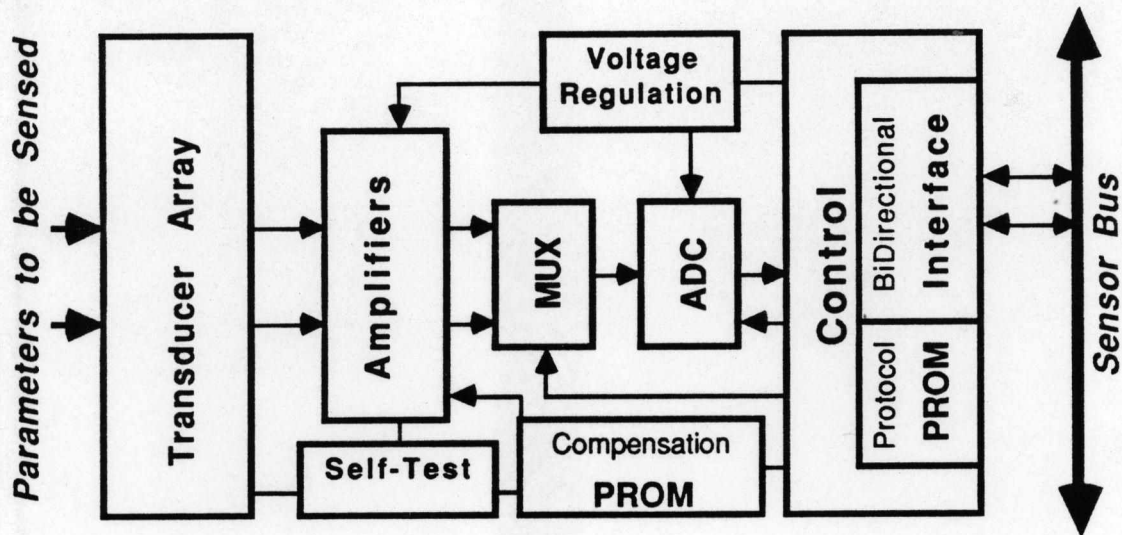 Parameters to be Sensed
Transducer Array
Amplifiers
Self-Test
Voltage
Regulation
MUX
ADC
Compensation
PROM
Control
BiDirectional
Interface
Protocol
PROM
Sensor Bus